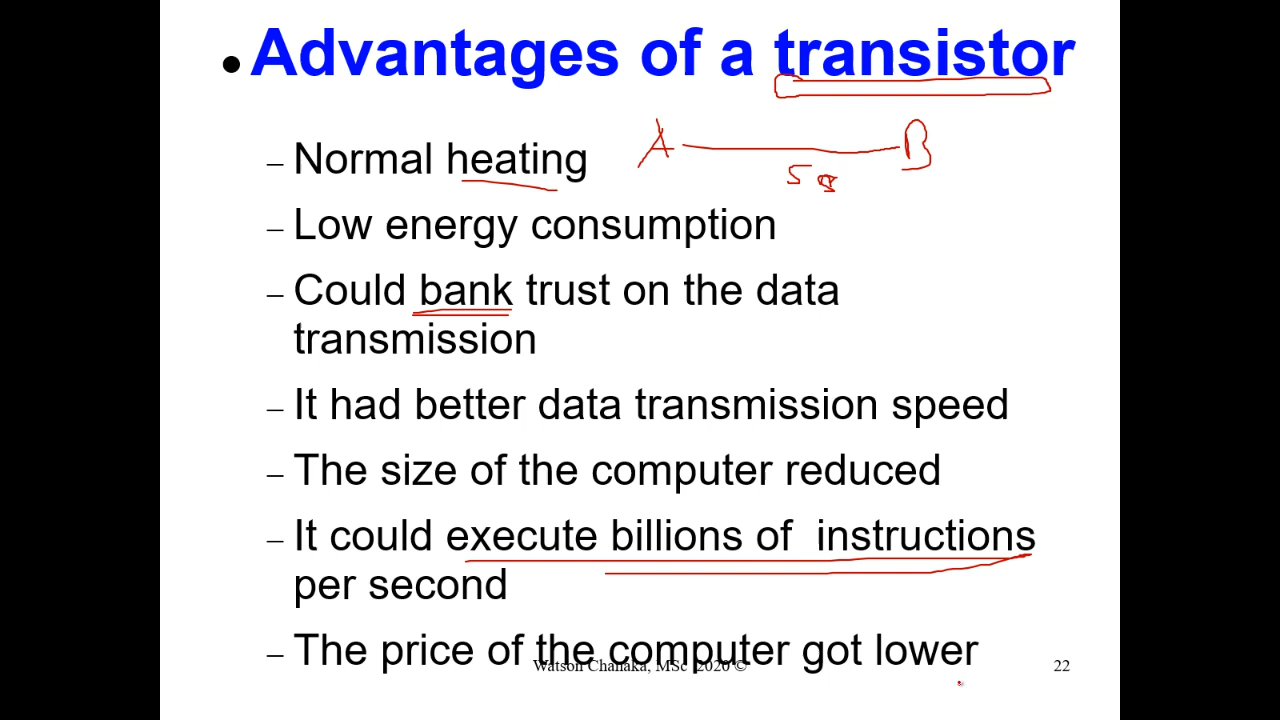 • Advantages of a transistor
– Normal heating
A B
– Low energy consumption
– Could bank trust on the data
transmission
– It had better data transmission speed
– The size of the computer reduced
– It could execute billions of  instructions
per second
– The price of the computer got lower
Watson Chanaka, MSc  2020 ©
22